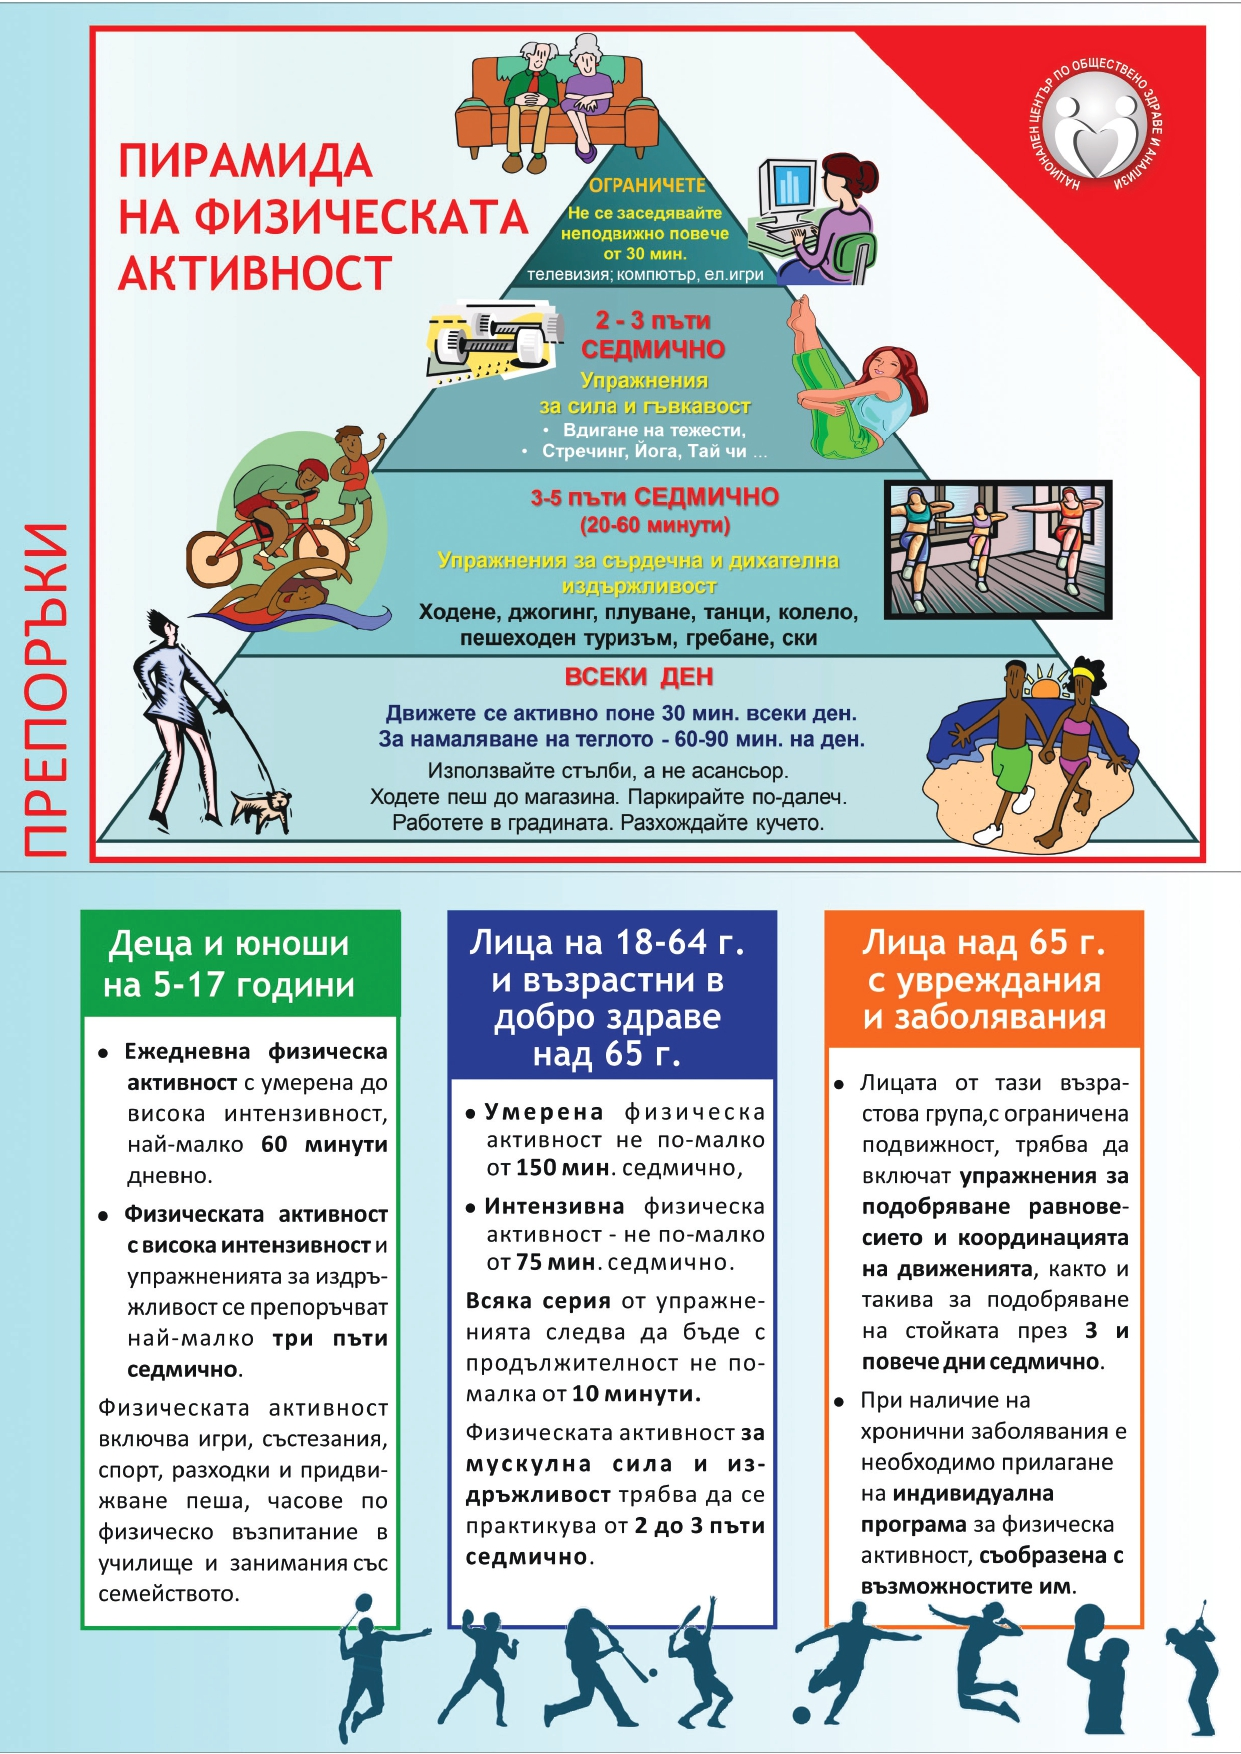 ПРЕПОРЪКИ
ПИРАМИДА
НА ФИЗИЧЕСКАТА
АКТИВНОСТ
НАЦИОНАЛЕН ЦЕНТЪР ПО ОБЩЕСТВЕНО ЗДРАВЕ И АНАЛИЗИ
ОГРАНИЧЕТЕ
Не се заседявайте
неподвижно повече
от 30 мин.
телевизия; компютър, ел.игри
2 - 3 пъти
СЕДМИЧНО
Упражнения
за сила и гъвкавост
• Вдигане на тежести,
• Стречинг, Йога, Тай чи ...
3-5 пъти СЕДМИЧНО
(20-60 минути)
Упражнения за сърдечна и дихателна
издържливост
Ходене, джогинг, плуване, танци, колело,
пешеходен туризъм, гребане, ски
ВСЕКИ ДЕН
Движете се активно поне 30 мин. всеки ден.
За намаляване на теглото - 60-90 мин. на ден.
Използвайте стълби, а не асансьор.
Ходете пеш до магазина. Паркирайте по-далеч.
Работете в градината. Разхождайте кучето.
Деца и юноши
на 5-17 години
• Ежедневна физическа
активност с умерена до
висока интензивност,
най-малко 60 минути
дневно.
• Физическата активност
с висока интензивност и
упражненията за издръ-
жливост се препоръчват
най-малко три пъти
седмично.
Физическата активност
включва игри, състезания,
спорт, разходки и придви-
жване пеша, часове по
физическо възпитание в
училище и занимания със
семейството.
Лица на 18-64 г.
и възрастни в
добро здраве
над 65 г.
• Умерена физическа
активност не по-малко
от 150 мин. седмично,
• Интензивна физическа
активност - не по-малко
от 75 мин. седмично.
Всяка серия от упражне-
нията следва да бъде с
продължителност не по-
малка от 10 минути.
Физическата активност за
мускулна сила и из-
дръжливост трябва да се
практикува от 2 до 3 пъти
седмично.
Лица над 65 г.
с увреждания
и заболявания
• Лицата от тази възра-
стова група,с ограничена
подвижност, трябва да
включат упражнения за
подобряване равнове-
сието и координацията
на движенията, както и
такива за подобряване
на стойката през 3 и
повече дни седмично.
• При наличие на
хронични заболявания е
необходимо прилагане
на индивидуална
програма за физическа
активност, съобразена с
възможностите им.